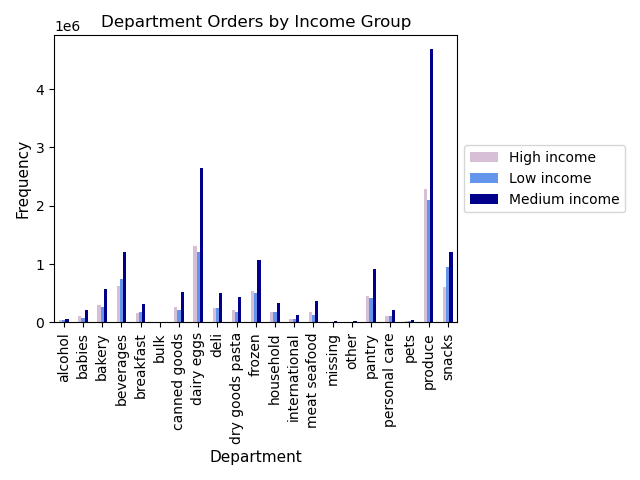 Department Orders by Income Group
1e6
4
3
2
1
0
Frequency
High income
Low income
Medium income
alcohol
babies
bakery
beverages
breakfast
bulk
canned goods
dairy eggs
deli
dry goods pasta
frozen
household
international
meat seafood
missing
other
pantry
personal care
pets
produce
snacks
Department